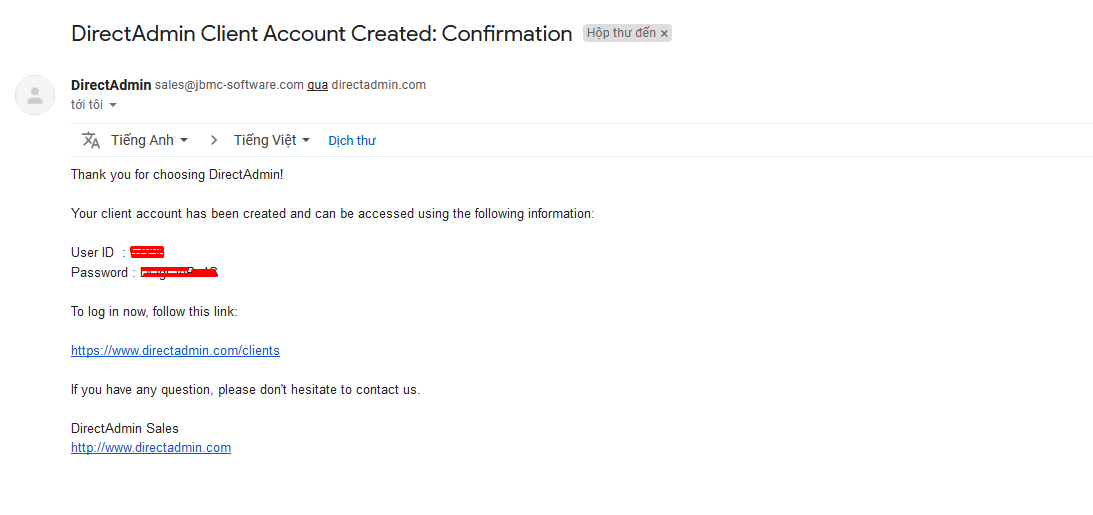 DirectAdmin Client Account Created: Confirmation Hộp thư đến ×
DirectAdmin sales@jbmc-software.com qua directadmin.com
tới tôi
Tiếng Anh > Tiếng Việt Dịch thư
Thank you for choosing DirectAdmin!
Your client account has been created and can be accessed using the following information:
User ID :
Password :
To log in now, follow this link:
https://www.directadmin.com/clients
If you have any question, please don't hesitate to contact us.
DirectAdmin Sales
http://www.directadmin.com